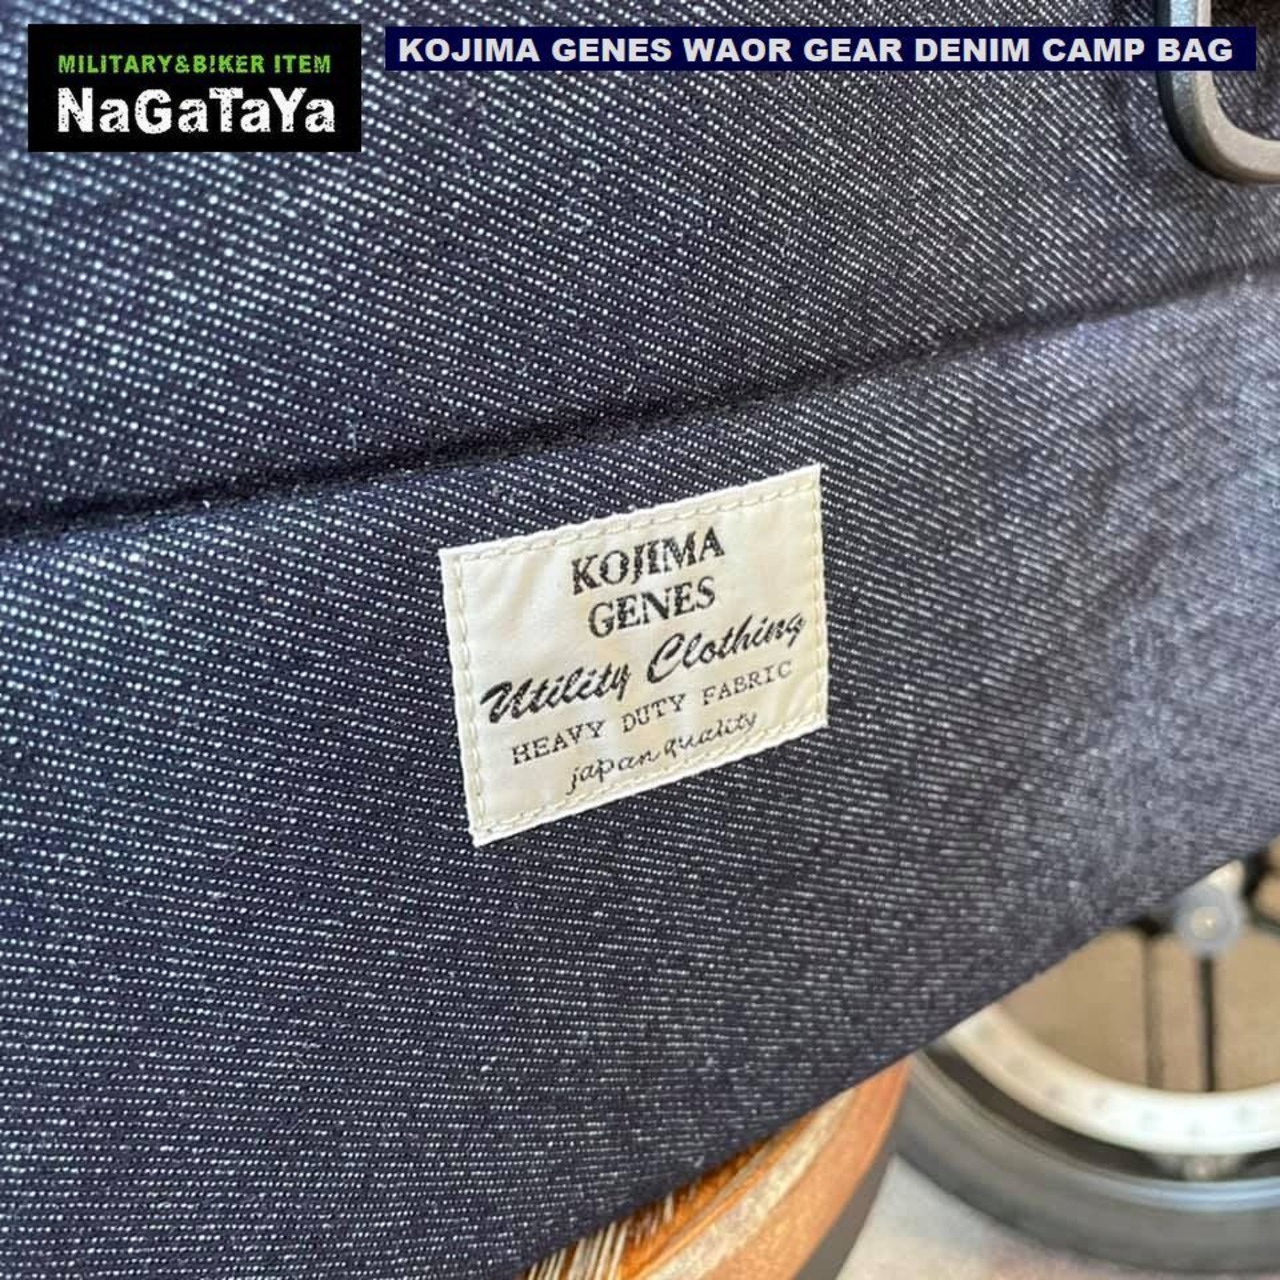 MILITARY&B!KER ITEM
NaGaTaYa
KOJIMA GENES WAOR GEAR DENIM CAMP BAG
KOJIMA
GENES
Utility Clothing
HEAVY DUTY FABRIC
japan quality